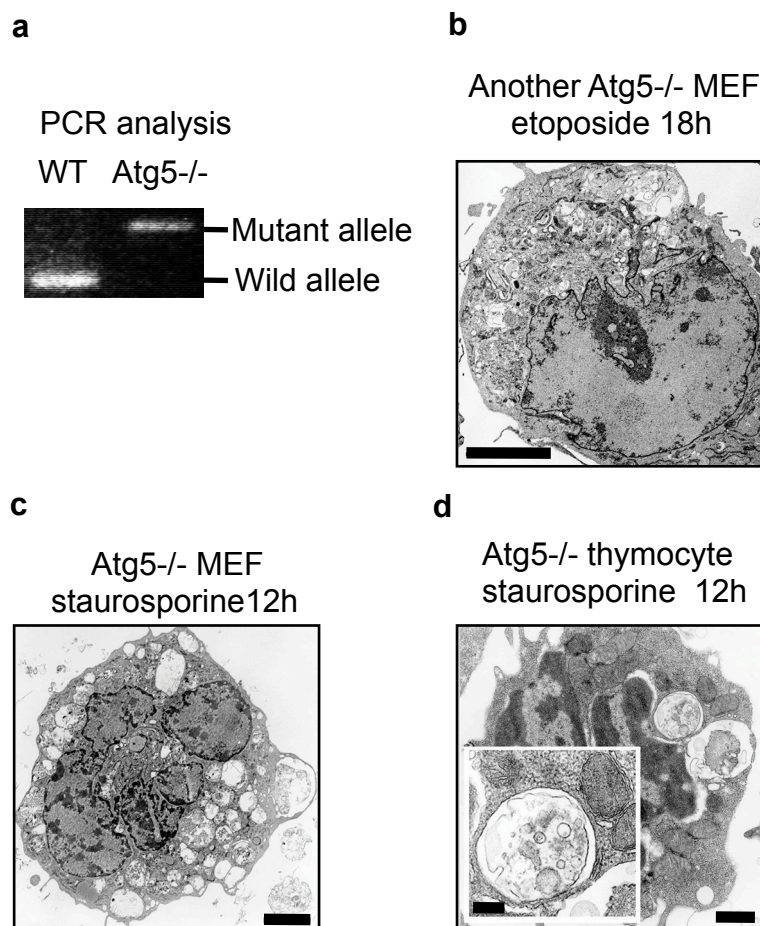 a
PCR analysis
WT Atg5-/-
Mutant allele
Wild allele
b
Another Atg5-/- MEF
etoposide 18h
c
Atg5-/- MEF
staurosporine12h
d
Atg5-/- thymocyte
staurosporine 12h